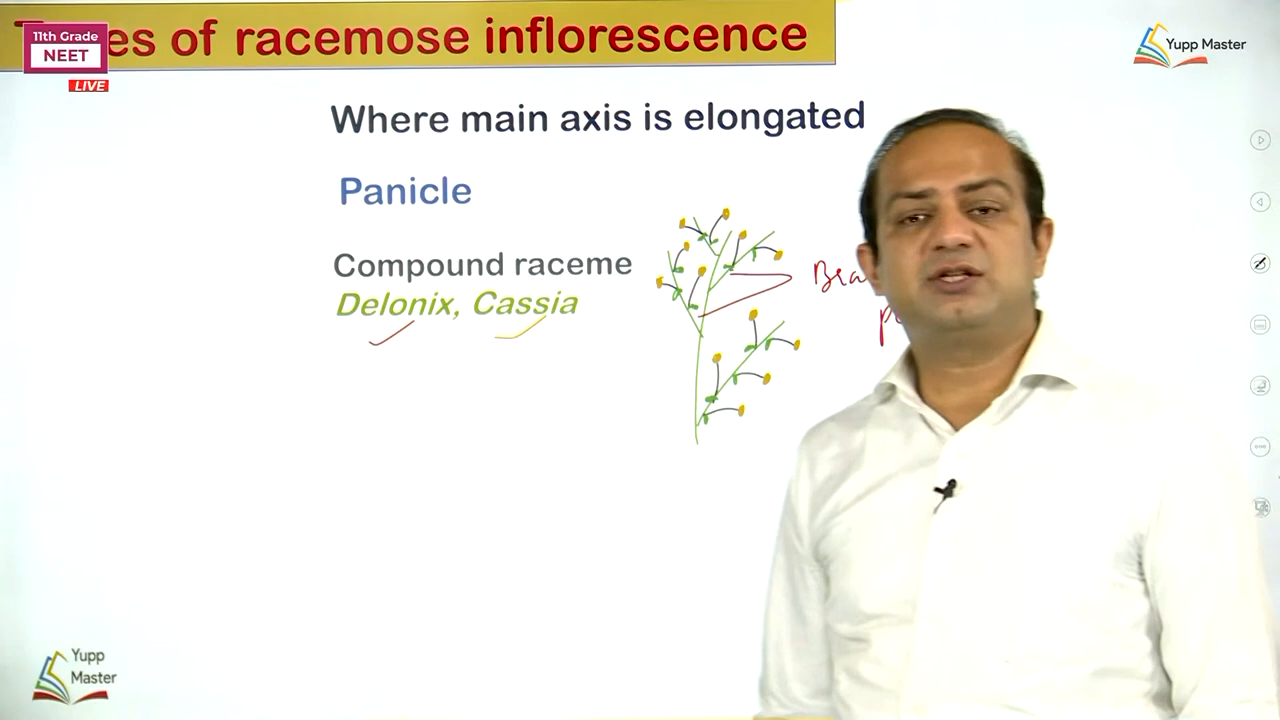 11th Grade
NEET
LIVE
es of racemose inflorescence
Yupp Master
Where main axis is elongated
Panicle
Compound raceme
Delonix, Cassia
Yupp
Master